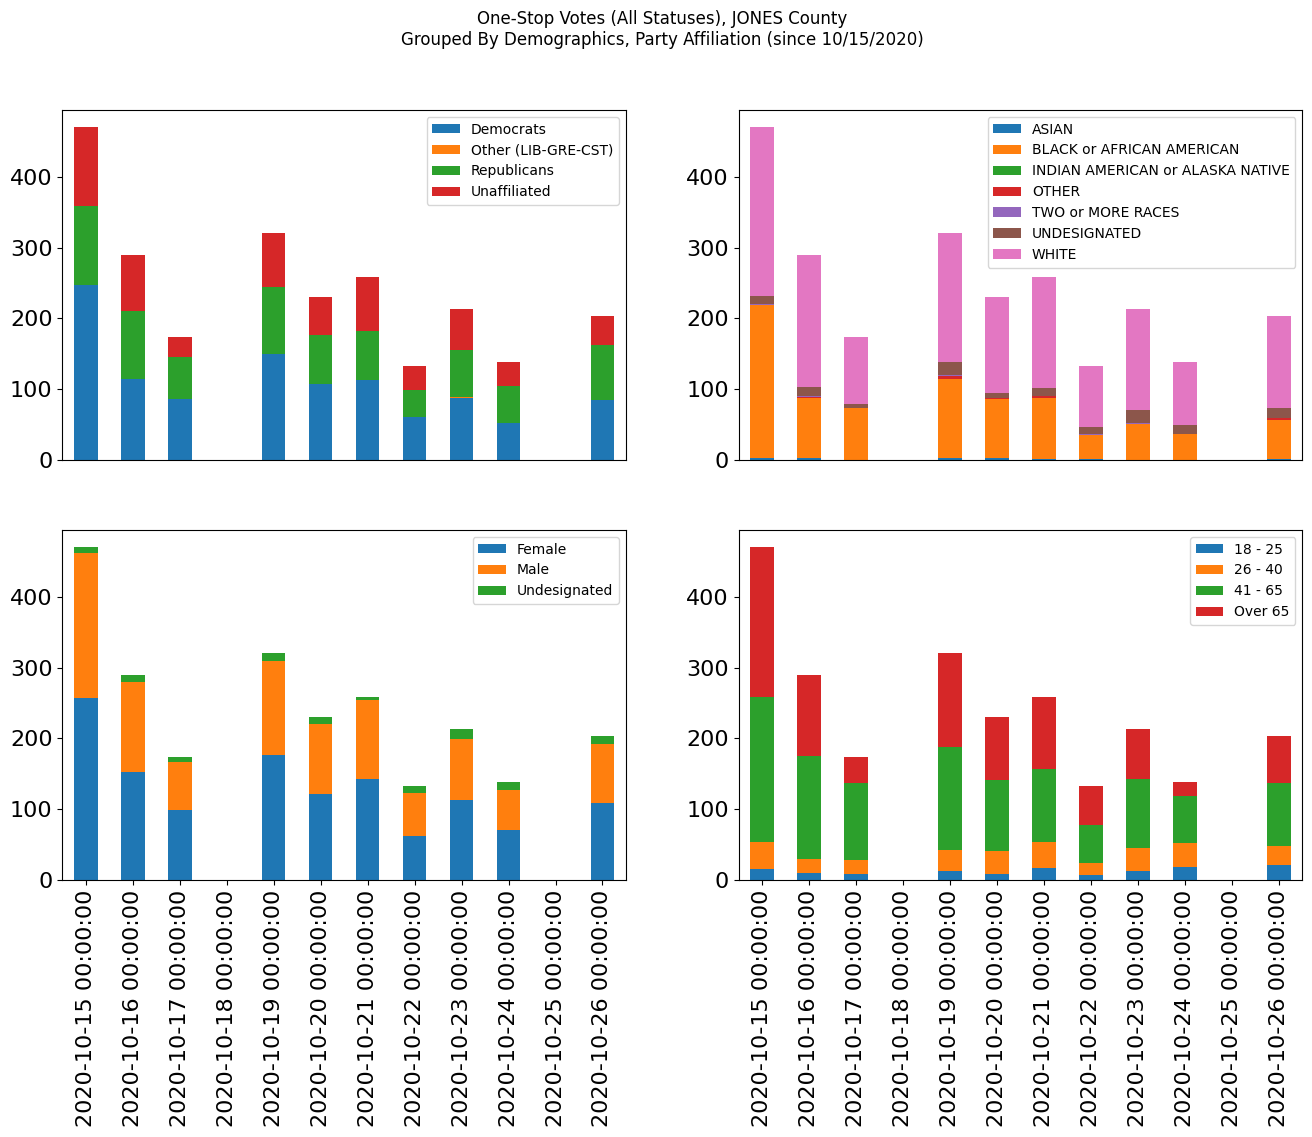 One-Stop Votes (All Statuses), JONES County
Grouped By Demographics, Party Affiliation (since 10/15/2020)
400
300
200
100
0
Democrats
Other (LIB-GRE-CST)
Republicans
Unaffiliated
400
300
200
100
0
ASIAN
BLACK or AFRICAN AMERICAN
INDIAN AMERICAN or ALASKA NATIVE
OTHER
TWO or MORE RACES
UNDESIGNATED
WHITE
400
300
200
100
0
Female
Male
Undesignated
2020-10-15 00:00:00
2020-10-16 00:00:00
2020-10-17 00:00:00
2020-10-18 00:00:00
2020-10-19 00:00:00
2020-10-20 00:00:00
2020-10-21 00:00:00
2020-10-22 00:00:00
2020-10-23 00:00:00
2020-10-24 00:00:00
2020-10-25 00:00:00
2020-10-26 00:00:00
400
300
200
100
0
18 - 25
26 - 40
41 - 65
Over 65
2020-10-15 00:00:00
2020-10-16 00:00:00
2020-10-17 00:00:00
2020-10-18 00:00:00
2020-10-19 00:00:00
2020-10-20 00:00:00
2020-10-21 00:00:00
2020-10-22 00:00:00
2020-10-23 00:00:00
2020-10-24 00:00:00
2020-10-25 00:00:00
2020-10-26 00:00:00